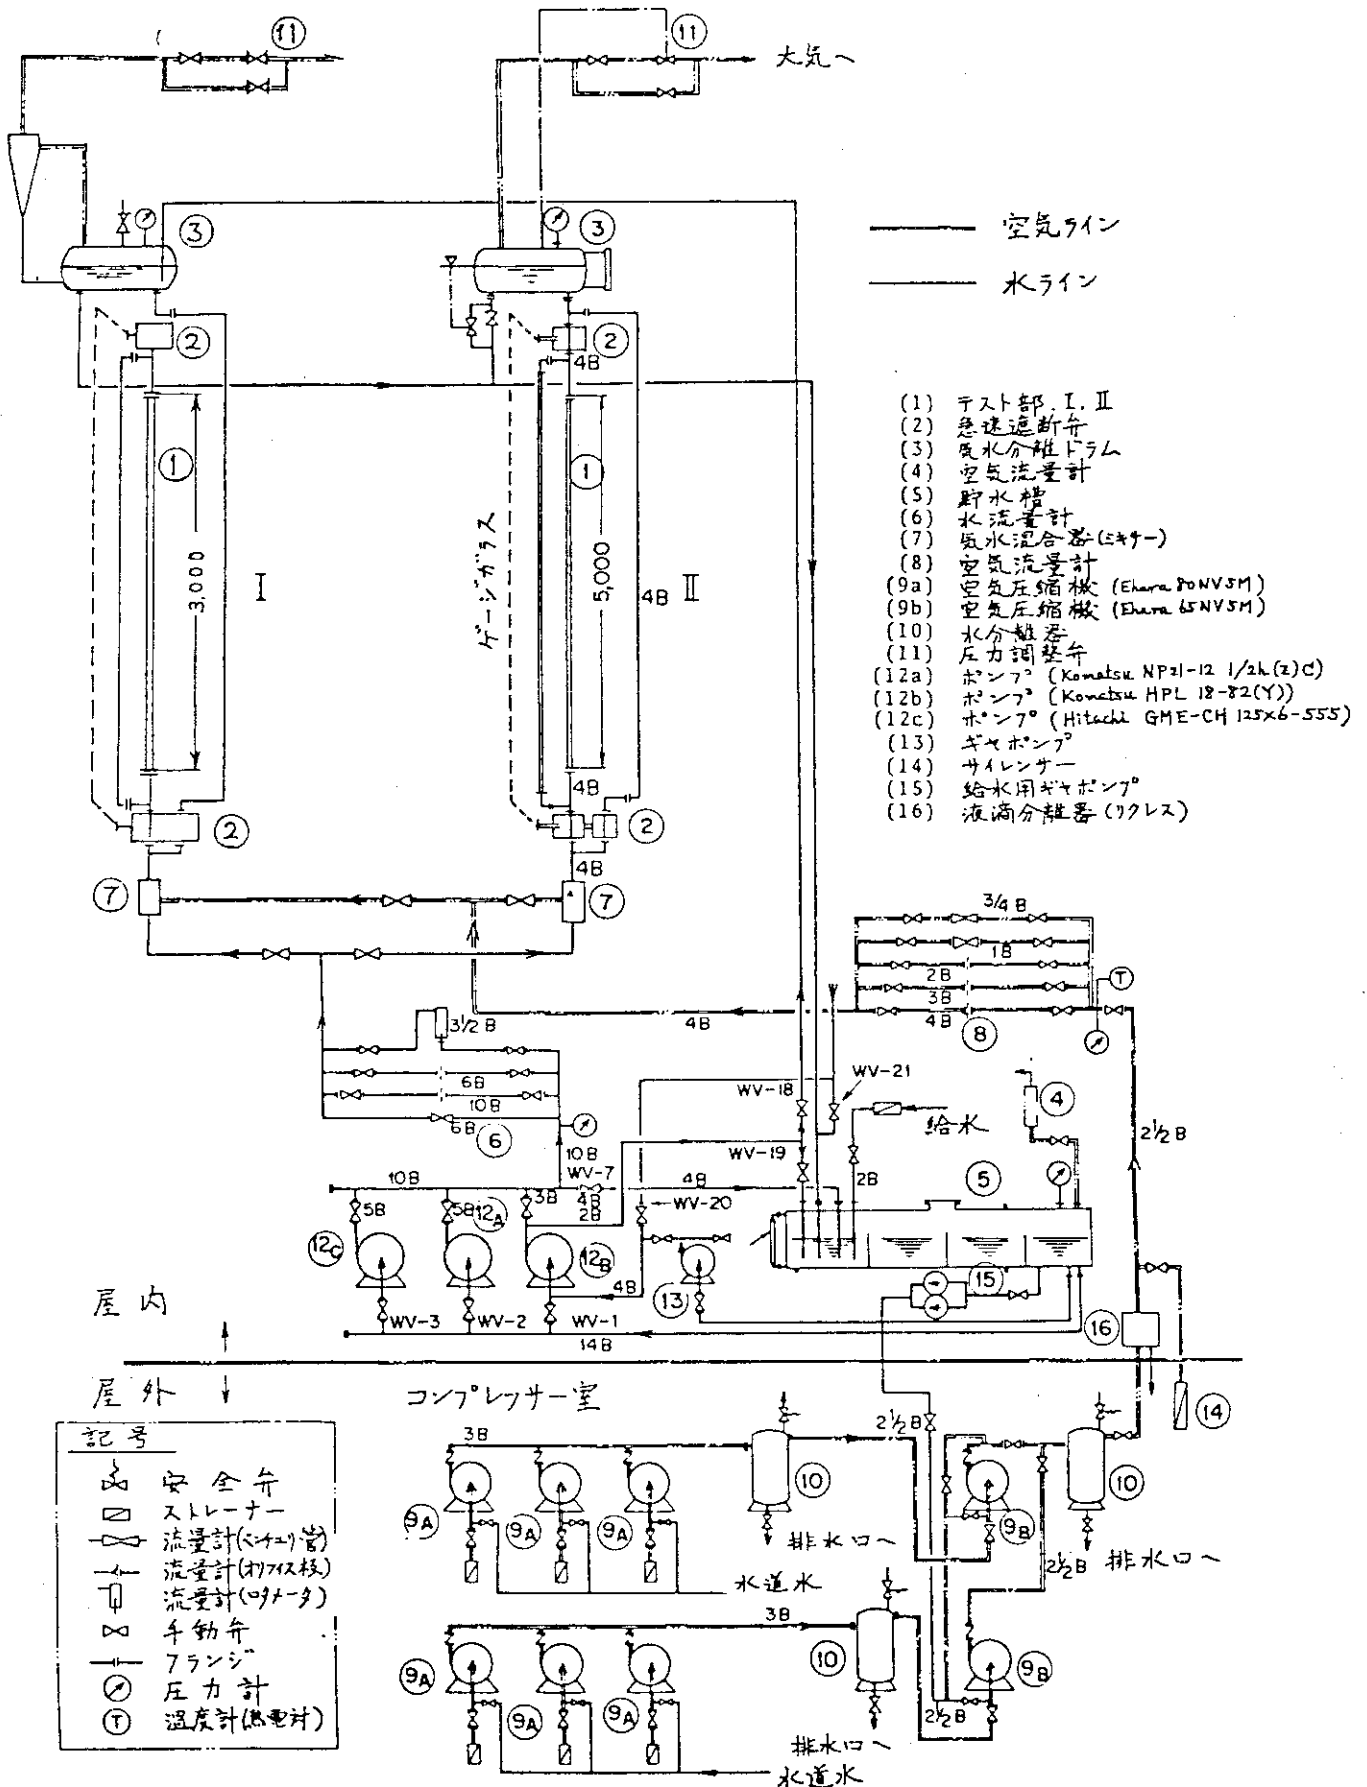 11
11
大気へ
3
3
空気ライン
水ライン
2
2
4B
(1) テスト部. I, II
(2) 急速遮断弁
(3) 気水分離ドラム
(4) 空気流量計
(5) 貯水槽
(6) 水流量計
(7) 気水混合器(ミキサー)
(8) 空気流量計
(9a) 空気圧縮機 (Ehara 80NV5M)
(9b) 空気圧縮機 (Ehara 65NV5M)
(10) 水分離器
(11) 圧力調整弁
(12a) ポンプ (Komatsu NP21-12 1/2h(2)C)
(12b) ポンプ (Komatsu HPL 18-82(Y))
(12c) ポンプ (Hitachi GME-CH 125x6-555)
(13) ギヤポンプ
(14) サイレンサー
(15) 給水用ギヤポンプ
(16) 液滴分離器 (リクレス)
1
1
ゲージガラス
3,000
I
5,000
4B
II
4B
2
2
4B
7
7
3/4 B
1B
2B
3B
4B
8
T
4B
3 1/2 B
6B
10B
6B
6
WV-18
WV-21
4
給水
2 1/2 B
10B
WV-7
WV-19
2B
10B
3B
4B
2B
4B
WV-20
5
5B
5B
12A
12C
12B
4B
13
15
屋内
WV-3
WV-2
WV-1
14B
16
屋外
コンプレッサー室
14
記号
安全弁
ストレーナー
流量計(ベンチュリ管)
流量計(オリフィス板)
流量計(ロタメータ)
手動弁
フランジ
圧力計
T 温度計(熱電対)
3B
2 1/2 B
2 1/2 B
10
10
9A
9A
9A
9B
排水口へ
2 1/2 B
排水口へ
水道水
3B
10
9A
9A
9A
9B
2 1/2 B
排水口へ
水道水